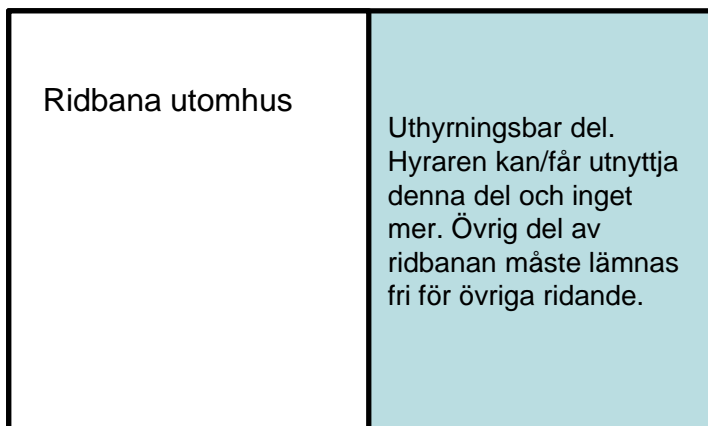 Ridbana utomhus
Uthyrningsbar del.
Hyraren kan/får utnyttja
denna del och inget
mer. Övrig del av
ridbanan måste lämnas
fri för övriga ridande.